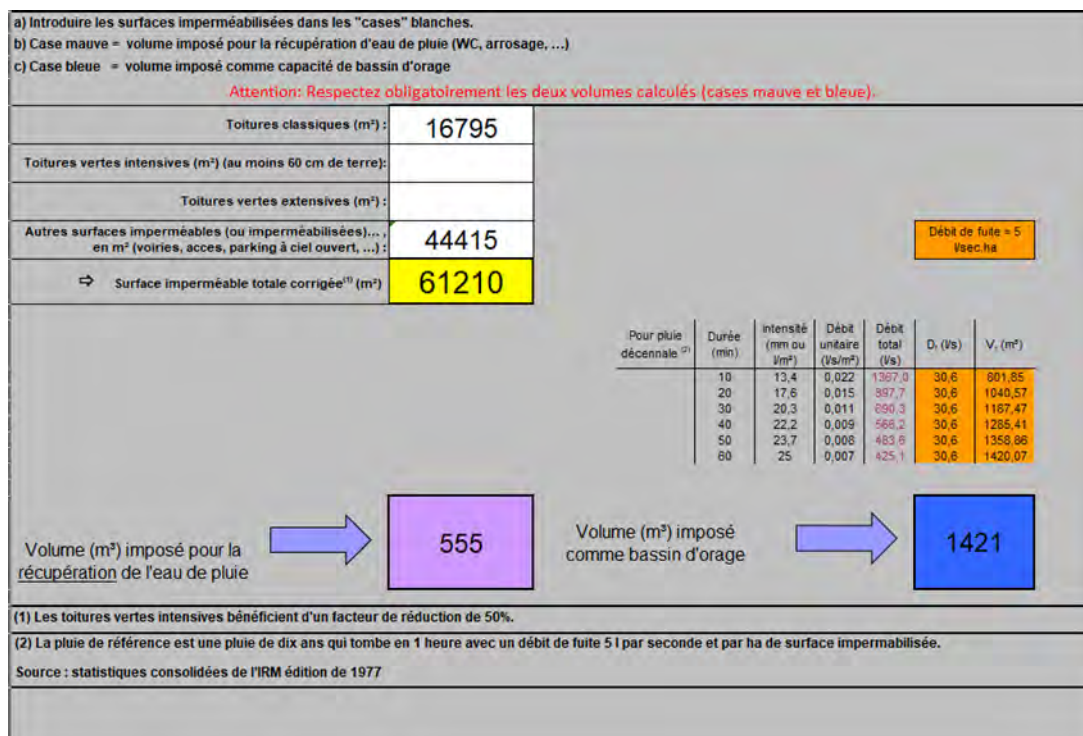 a) Introduire les surfaces imperméabilisées dans les "cases" blanches.
b) Case mauve = volume imposé pour la récupération d'eau de pluie (WC, arrosage, ...)
c) Case bleue = volume imposé comme capacité de bassin d'orage
Attention: Respectez obligatoirement les deux volumes calculés (cases mauve et bleue).
Toitures classiques (m²) : 16795
Toitures vertes intensives (m²) (au moins 60 cm de terre):
Toitures vertes extensives (m²) :
Autres surfaces imperméables (ou imperméabilisées)... ,
en m² (voiries, acces, parking à ciel ouvert, ...) : 44415
Débit de fuite = 5
l/sec.ha
⇨ Surface imperméable totale corrigée⁽¹⁾ (m²) 61210
Pour pluie
décennale ⁽²⁾
Durée
(min)
intensité
(mm ou
l/m²)
Débit
unitaire
(l/s/m²)
Débit
total
(l/s)
Dᵣ (l/s)
Vᵣ (m³)
10 13,4 0,022 1367,0 30,6 801,85
20 17,6 0,015 897,7 30,6 1040,57
30 20,3 0,011 690,3 30,6 1187,47
40 22,2 0,009 566,2 30,6 1285,41
50 23,7 0,008 483,6 30,6 1358,86
60 25 0,007 425,1 30,6 1420,07
Volume (m³) imposé pour la
récupération de l'eau de pluie
555
Volume (m³) imposé
comme bassin d'orage
1421
(1) Les toitures vertes intensives bénéficient d'un facteur de réduction de 50%.
(2) La pluie de référence est une pluie de dix ans qui tombe en 1 heure avec un débit de fuite 5 l par seconde et par ha de surface impermabilisée.
Source : statistiques consolidées de l'IRM édition de 1977